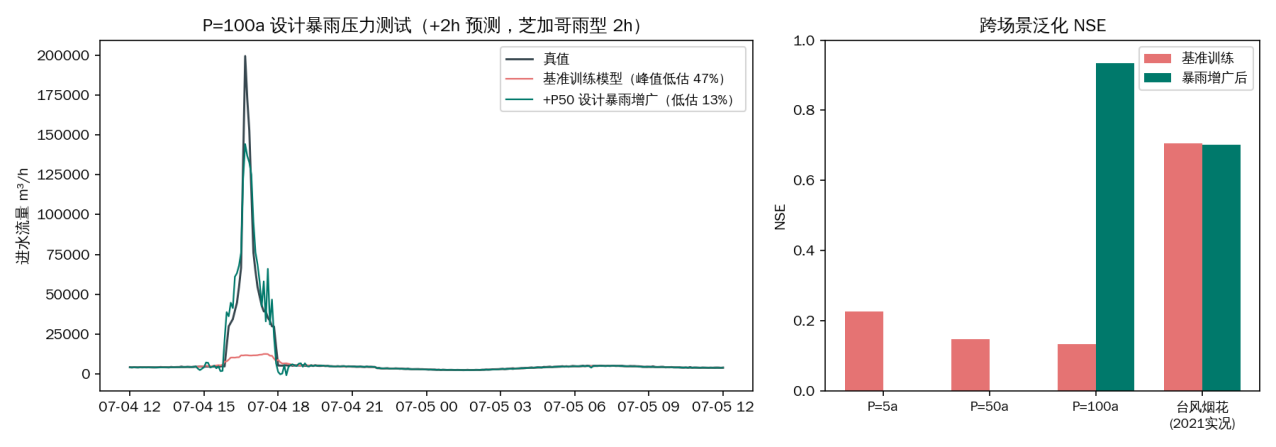 P=100a 设计暴雨压力测试（+2h 预测，芝加哥雨型 2h）
进水流量 m³/h
200000
175000
150000
125000
100000
75000
50000
25000
0
真值
基准训练模型（峰值低估 47%）
+P50 设计暴雨增广（低估 13%）
07-04 12
07-04 15
07-04 18
07-04 21
07-05 00
07-05 03
07-05 06
07-05 09
07-05 12
跨场景泛化 NSE
NSE
1.0
0.8
0.6
0.4
0.2
0.0
基准训练
暴雨增广后
P=5a
P=50a
P=100a
台风烟花
(2021实况)